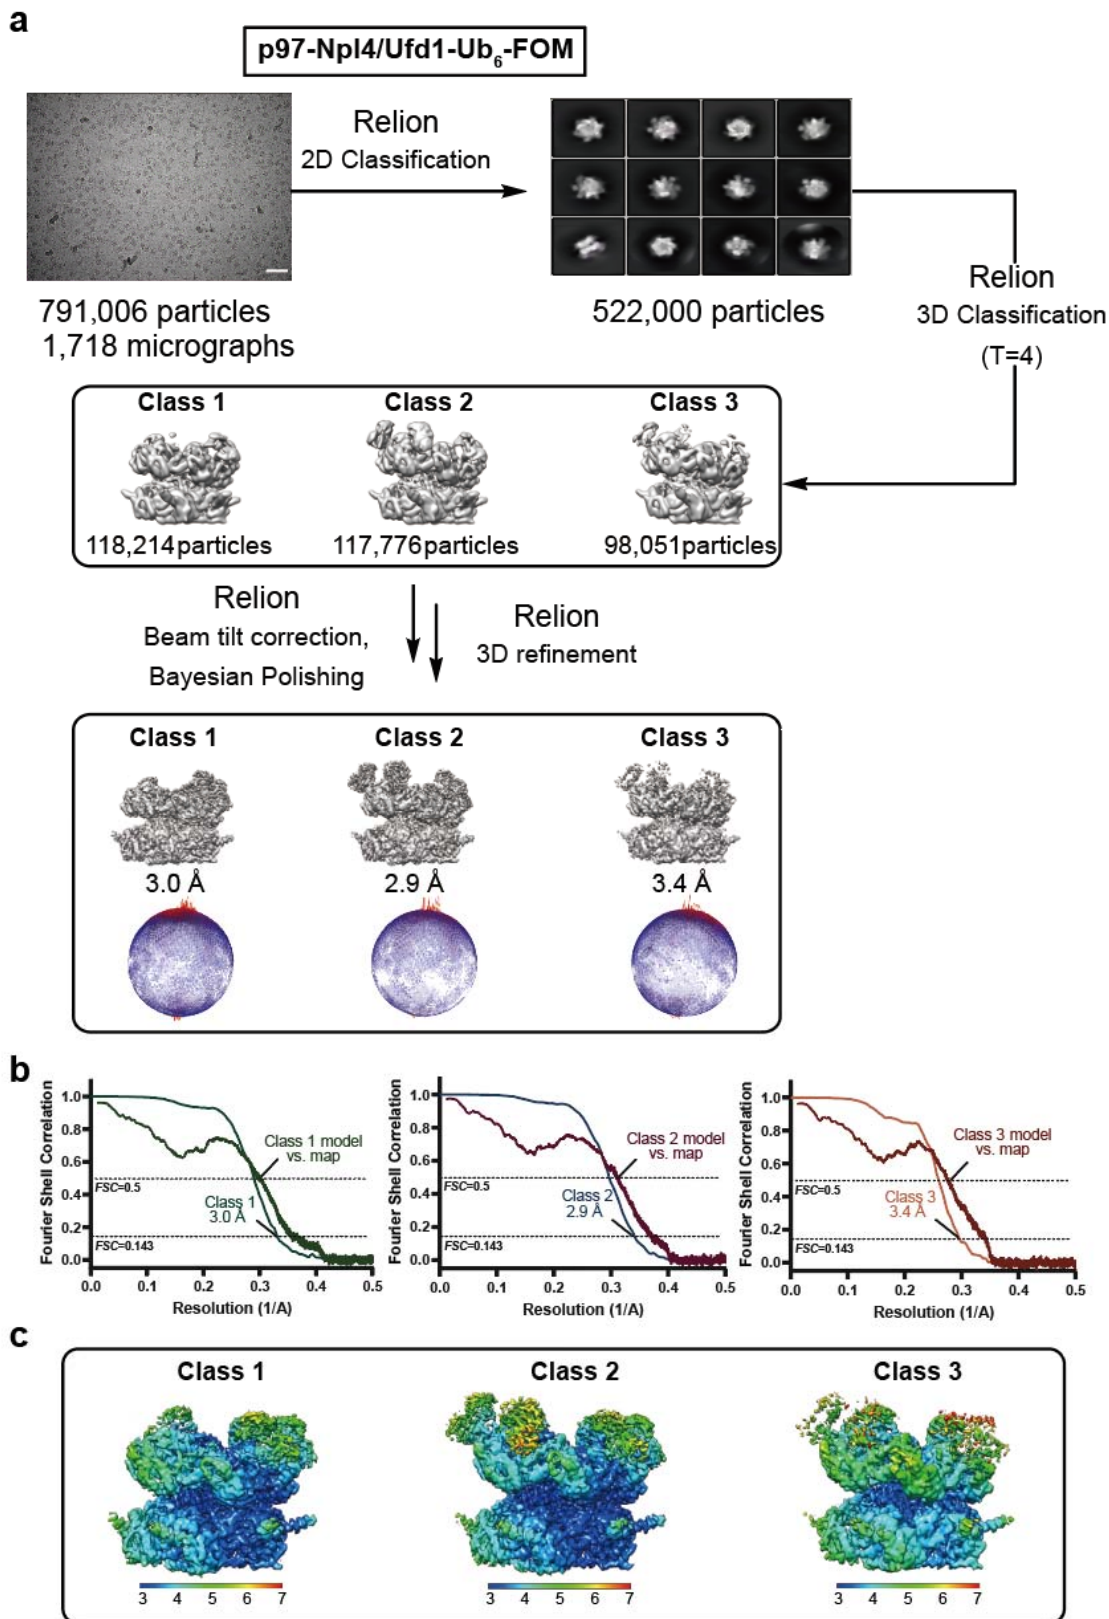 a
p97-Npl4/Ufd1-Ub6-FOM
Relion
2D Classification
791,006 particles
1,718 micrographs
522,000 particles
Relion
3D Classification
(T=4)
Class 1
Class 2
Class 3
118,214 particles
117,776 particles
98,051 particles
Relion
Beam tilt correction,
Bayesian Polishing
Relion
3D refinement
Class 1
Class 2
Class 3
3.0 Å
2.9 Å
3.4 Å
b
Fourier Shell Correlation
1.0
0.8
0.6
0.4
0.2
0.0
Class 1 model
vs. map
FSC=0.5
Class 1
3.0 Å
FSC=0.143
0.0 0.1 0.2 0.3 0.4 0.5
Resolution (1/A)
Fourier Shell Correlation
1.0
0.8
0.6
0.4
0.2
0.0
Class 2 model
vs. map
FSC=0.5
Class 2
2.9 Å
FSC=0.143
0.0 0.1 0.2 0.3 0.4 0.5
Resolution (1/A)
Fourier Shell Correlation
1.0
0.8
0.6
0.4
0.2
0.0
Class 3 model
vs. map
FSC=0.5
Class 3
3.4 Å
FSC=0.143
0.0 0.1 0.2 0.3 0.4 0.5
Resolution (1/A)
c
Class 1
Class 2
Class 3
3 4 5 6 7
3 4 5 6 7
3 4 5 6 7